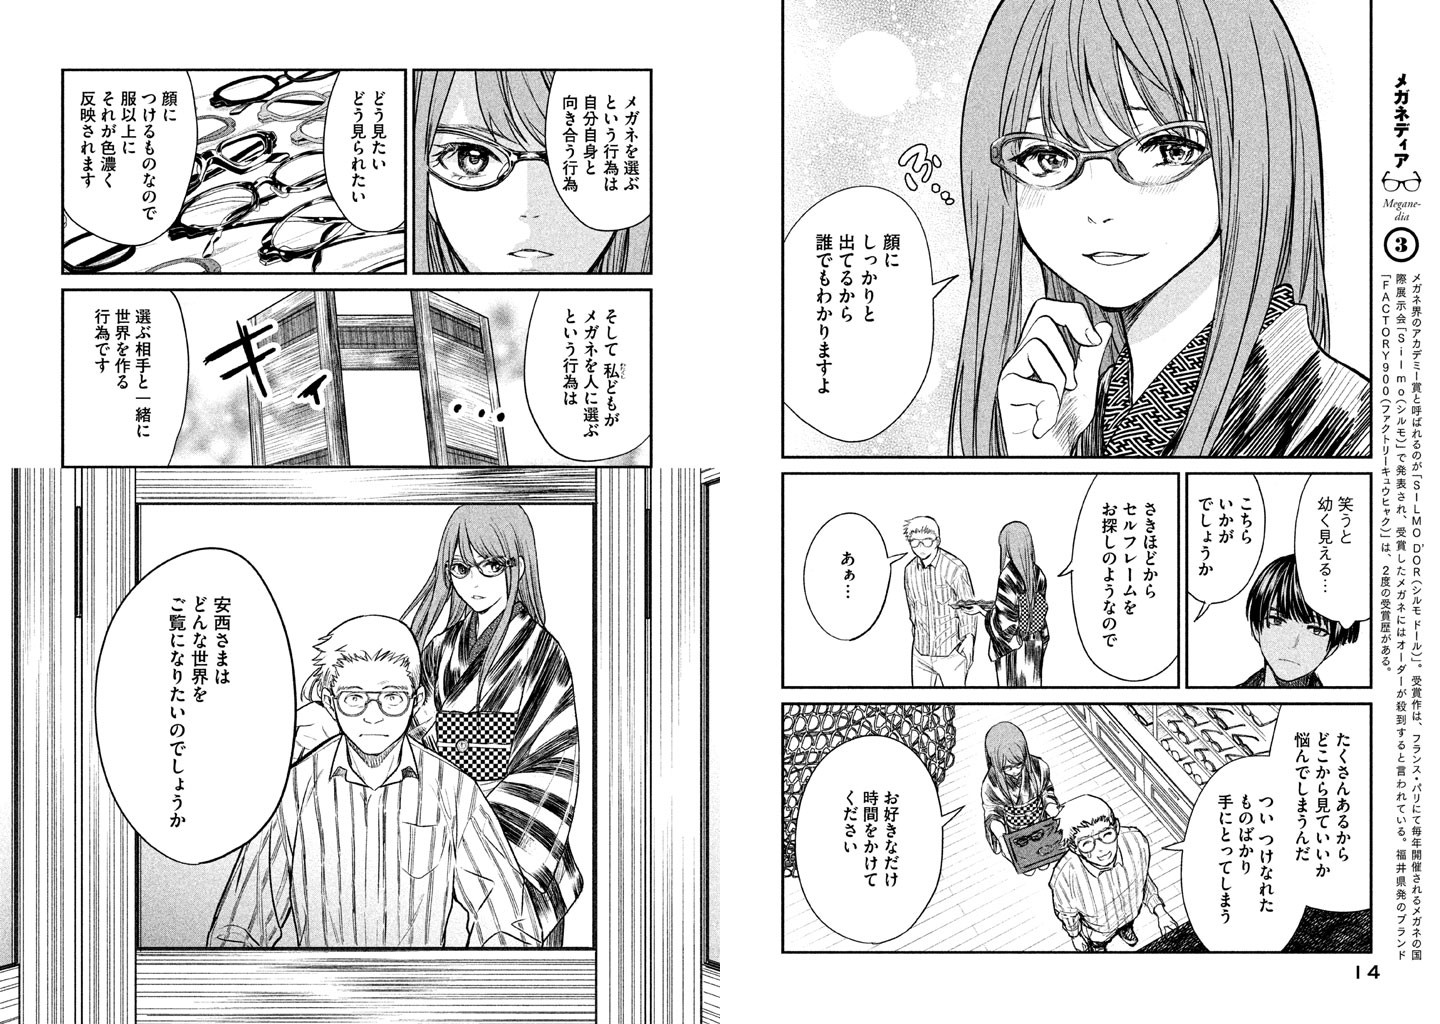 メガネディア
Megane-
dia
3
メガネ界のアカデミー賞と呼ばれるのが「SILMO D'OR(シルモ ドール)」。受賞作は、フランス・パリにて毎年開催されるメガネの国
際展示会「Silmo(シルモ)」で発表され、受賞したメガネにはオーダーが殺到すると言われている。福井県発のブランド
「FACTORY900(ファクトリーキュウヒャク)」は、2度の受賞歴がある。
ふ…
顔に
しっかりと
出てるから
誰でもわかりますよ
笑うと
幼く見える…
こちら
いかが
でしょうか
さきほどから
セルフレームを
お探しのようなので
あぁ…
たくさんあるから
どこから見ていいか
悩んでしまうんだ
つい つけなれた
ものばかり
手にとってしまう
お好きなだけ
時間をかけて
ください
14
メガネを選ぶ
という行為は
自分自身と
向き合う行為
どう見たい
どう見られたい
顔に
つけるものなので
服以上に
それが色濃く
反映されます
そして私どもが
わたくし
メガネを人に選ぶ
という行為は
ギィ…
選ぶ相手と一緒に
世界を作る
行為です
安西さまは
どんな世界を
ご覧になりたいのでしょうか